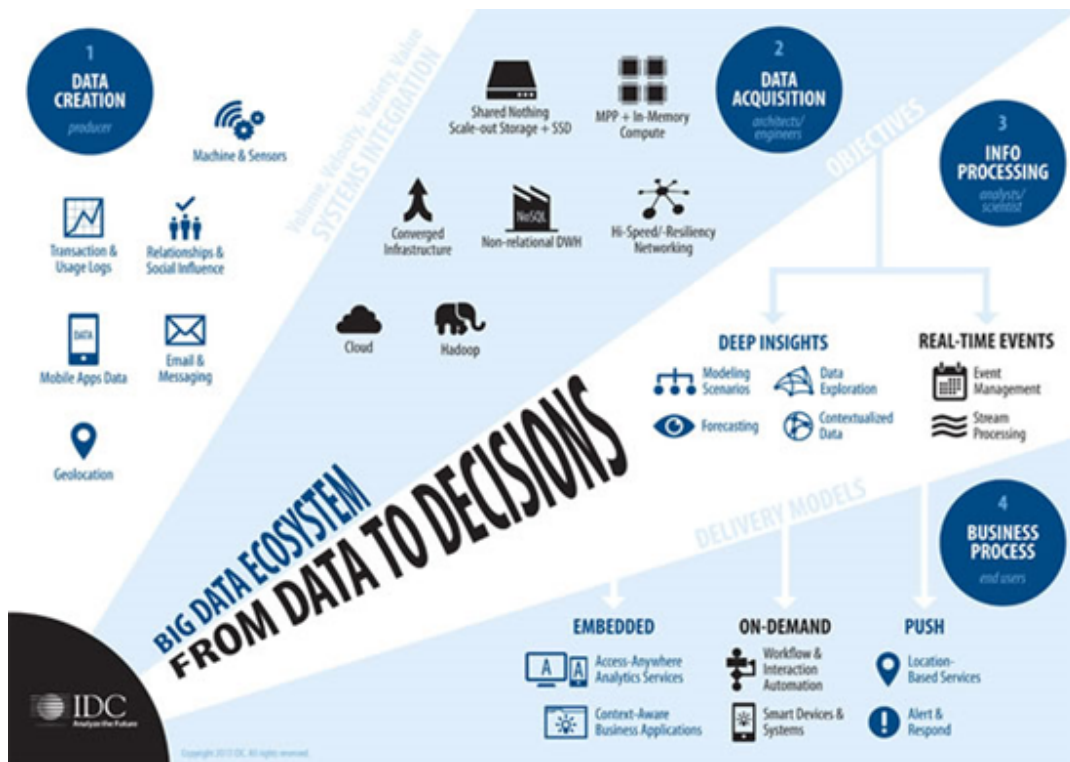 1
DATA
CREATION
producer
Machine & Sensors
Transaction &
Usage Logs
Relationships &
Social Influence
DATA
Mobile Apps Data
Email &
Messaging
Geolocation
Volume, Velocity, Variety, Value
SYSTEMS INTEGRATION
2
DATA
ACQUISITION
architects/
engineers
Shared Nothing
Scale-out Storage + SSD
MPP + In-Memory
Compute
Converged
Infrastructure
NoSQL
Non-relational DWH
Hi-Speed/-Resiliency
Networking
Cloud
Hadoop
OBJECTIVES
3
INFO
PROCESSING
analysts/
scientist
DEEP INSIGHTS
Modeling
Scenarios
Data
Exploration
Forecasting
Contextualized
Data
REAL-TIME EVENTS
Event
Management
Stream
Processing
BIG DATA ECOSYSTEM
FROM DATA TO DECISIONS
DELIVERY MODELS
4
BUSINESS
PROCESS
end users
EMBEDDED
A
A
Access-Anywhere
Analytics Services
Context-Aware
Business Applications
ON-DEMAND
Workflow &
Interaction
Automation
Smart Devices &
Systems
PUSH
Location-
Based Services
Alert &
Respond
IDC
Analyze the Future
Copyright 2013 IDC. All rights reserved.